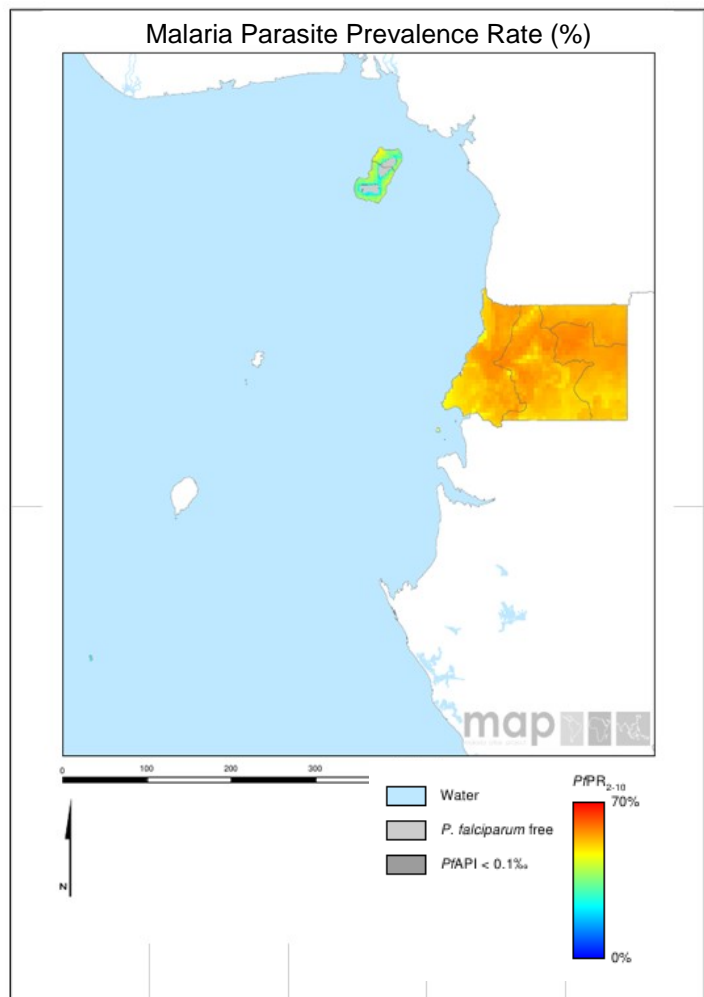 Malaria Parasite Prevalence Rate (%)
map
0 100 200 300
Water
P. falciparum free
PfAPI < 0.1‰
N
PfPR2-10
70%
0%